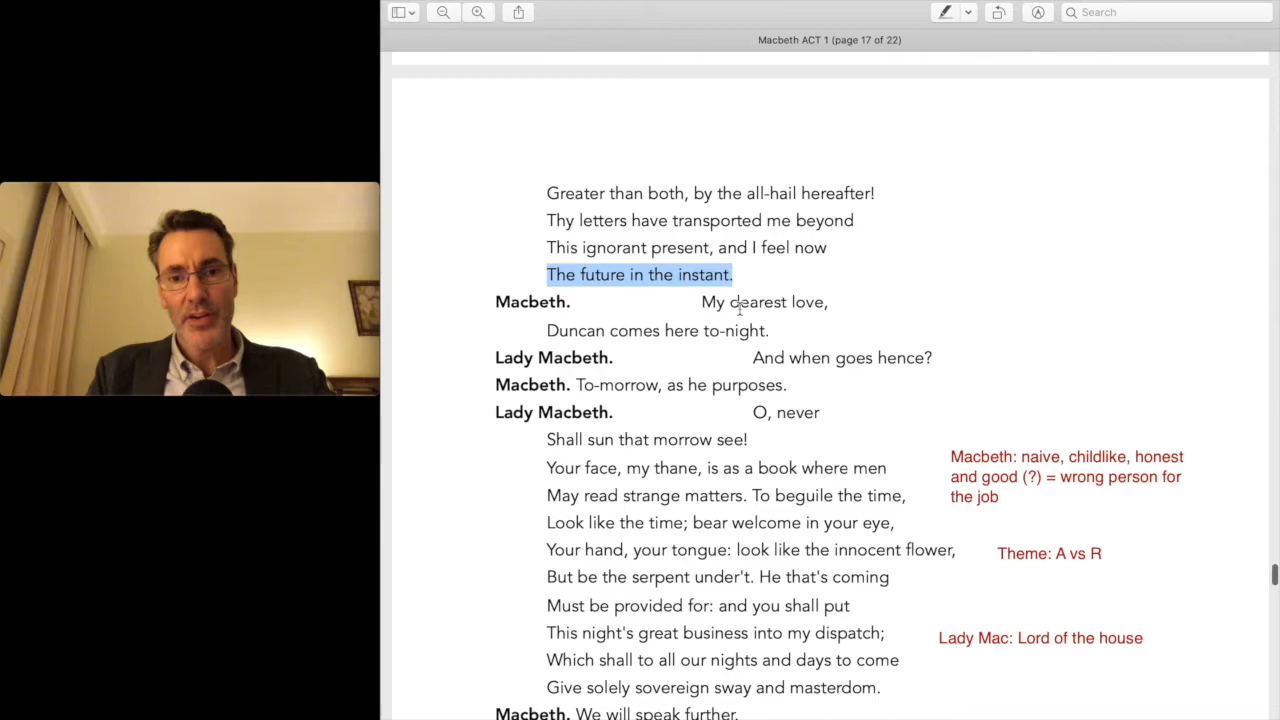 Search
Macbeth ACT 1 (page 17 of 22)
Greater than both, by the all-hail hereafter!
Thy letters have transported me beyond
This ignorant present, and I feel now
The future in the instant.
Macbeth. My dearest love,
Duncan comes here to-night.
Lady Macbeth. And when goes hence?
Macbeth. To-morrow, as he purposes.
Lady Macbeth. O, never
Shall sun that morrow see!
Your face, my thane, is as a book where men
May read strange matters. To beguile the time,
Look like the time; bear welcome in your eye,
Your hand, your tongue: look like the innocent flower,
But be the serpent under't. He that's coming
Must be provided for: and you shall put
This night's great business into my dispatch;
Which shall to all our nights and days to come
Give solely sovereign sway and masterdom.
Macbeth. We will speak further.
Macbeth: naive, childlike, honest
and good (?) = wrong person for
the job
Theme: A vs R
Lady Mac: Lord of the house